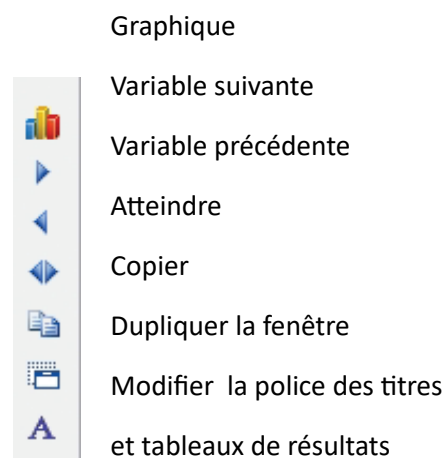 Graphique
Variable suivante
Variable précédente
Atteindre
Copier
Dupliquer la fenêtre
Modifier la police des titres
et tableaux de résultats